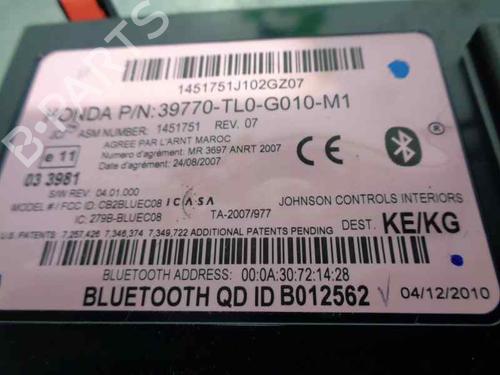 1451751J102GZ07
HONDA P/N:39770-TL0-G010-M1
ASM NUMBER: 1451751 REV. 07
AGREE PAR L'ARNT MAROC
Numero d'agrément: MR 3697 ANRT 2007
Date d'agrément: 24/08/2007
e 11
03 3981
S/W REV: 04.01.000
MODEL # / FCC ID: CB2BLUEC08 ICASA JOHNSON CONTROLS INTERIORS
IC: 279B-BLUEC08 TA-2007/977
U.S. PATENTS: 7,257,426 7,346,374 7,349,722 ADDITIONAL PATENTS PENDING
DEST: KE/KG
BLUETOOTH ADDRESS: 00:0A:30:72:14:28
BLUETOOTH QD ID B012562 04/12/2010
B-PARTS